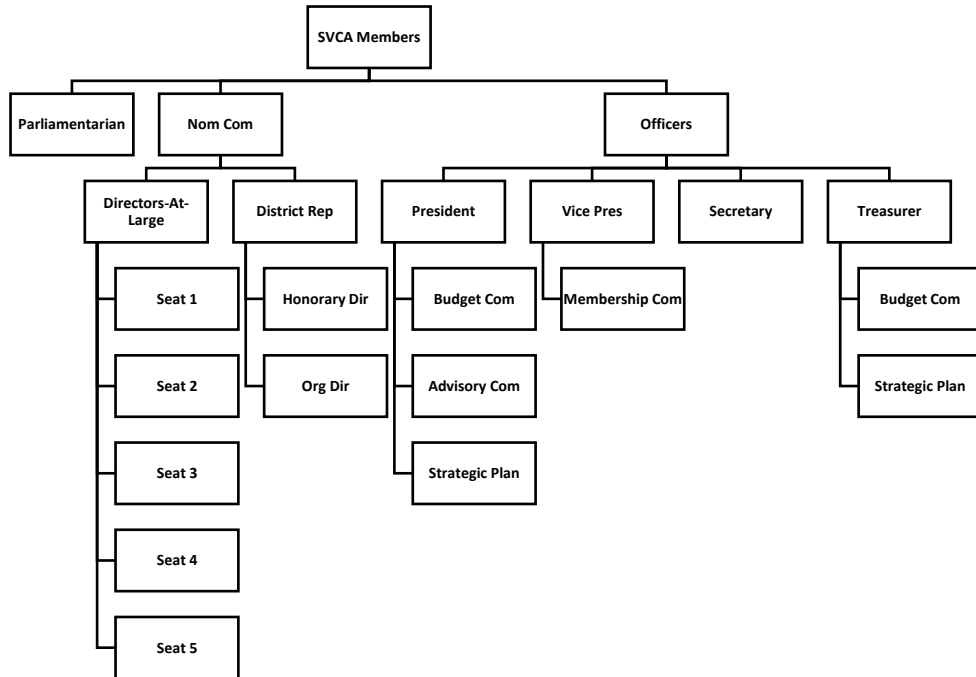 SVCA Members
Parliamentarian
Nom Com
Officers
Directors-At-
Large
District Rep
President
Vice Pres
Secretary
Treasurer
Seat 1
Honorary Dir
Budget Com
Membership Com
Budget Com
Seat 2
Org Dir
Advisory Com
Strategic Plan
Seat 3
Strategic Plan
Seat 4
Seat 5